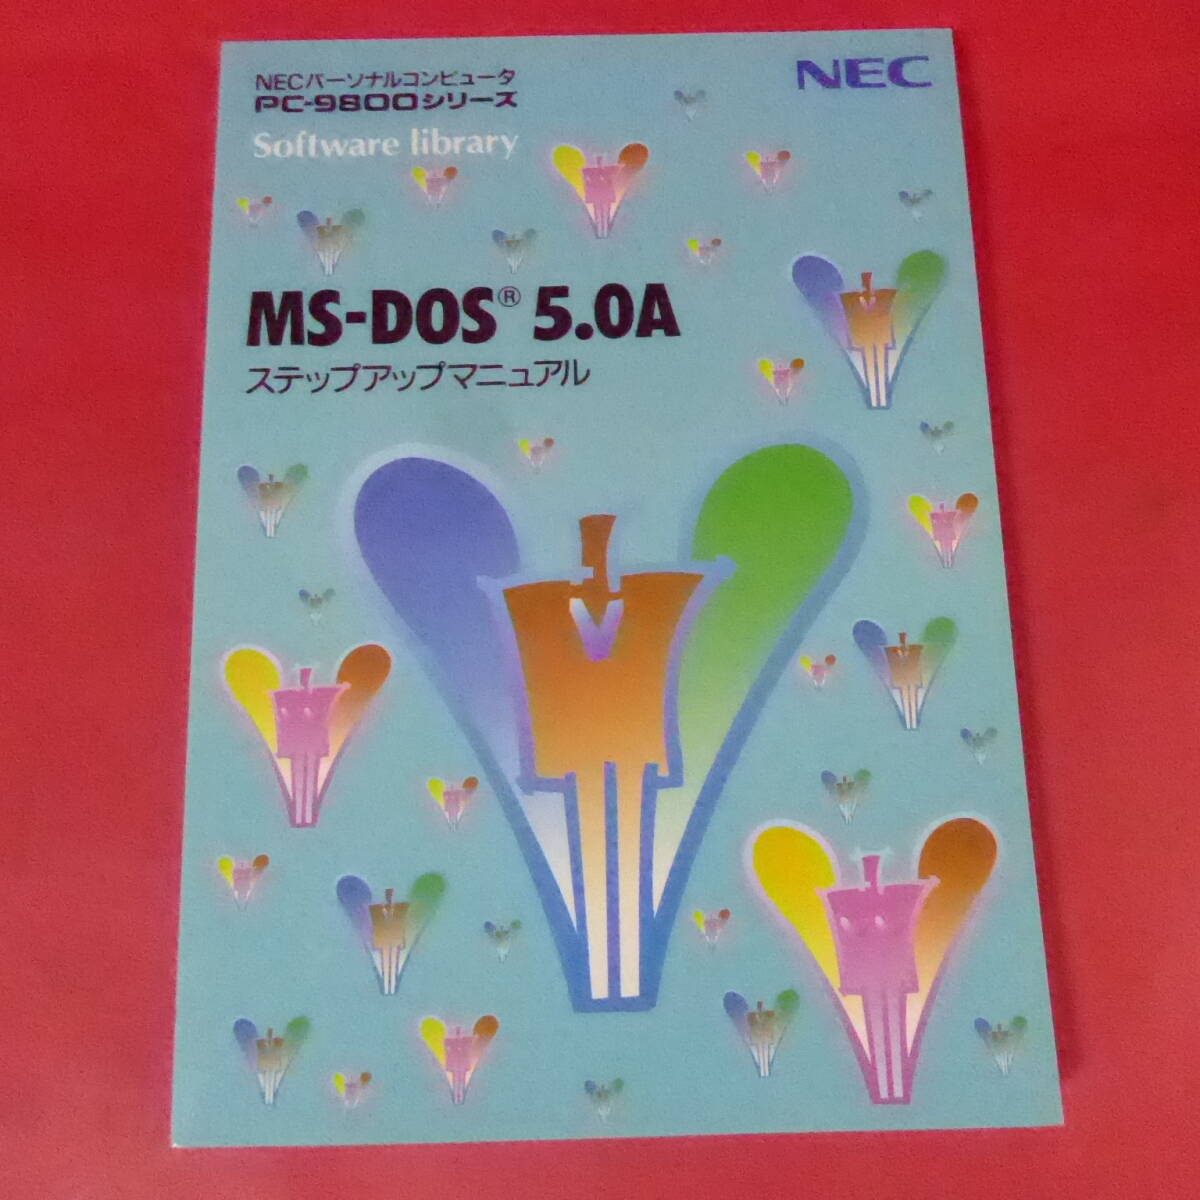 NECパーソナルコンピュータ
PC-9800シリーズ
Software library
NEC
MS-DOS® 5.0A
ステップアップマニュアル